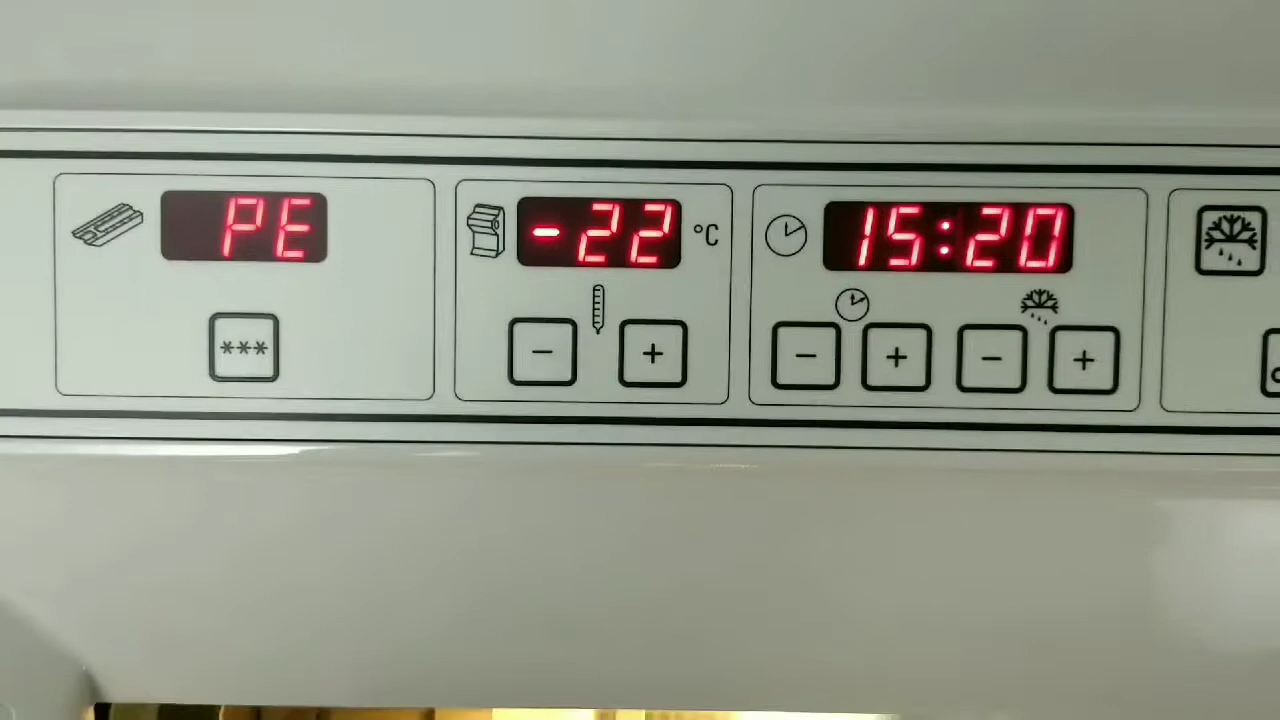 PE
-22 °C
15:20
***
- +
- + - +